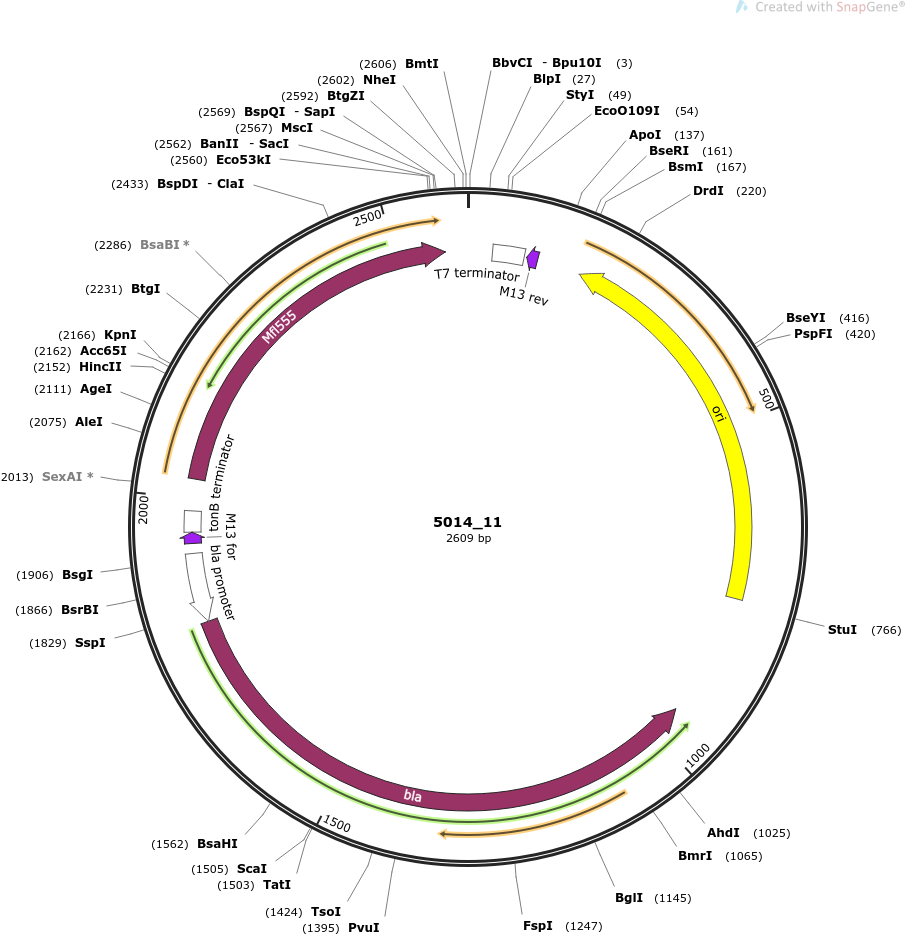 Created with SnapGene®
(2606) BmtI
(2602) NheI
(2592) BtgZI
(2569) BspQI - SapI
(2567) MscI
(2562) BanII - SacI
(2560) Eco53kI
(2433) BspDI - ClaI
(2286) BsaBI *
(2231) BtgI
(2166) KpnI
(2162) Acc65I
(2152) HincII
(2111) AgeI
(2075) AleI
2013) SexAI *
(1906) BsgI
(1866) BsrBI
(1829) SspI
(1562) BsaHI
(1505) ScaI
(1503) TatI
(1424) TsoI
(1395) PvuI
BbvCI - Bpu10I (3)
BlpI (27)
StyI (49)
EcoO109I (54)
ApoI (137)
BseRI (161)
BsmI (167)
DrdI (220)
BseYI (416)
PspFI (420)
StuI (766)
AhdI (1025)
BmrI (1065)
BglI (1145)
FspI (1247)
2500
500
1000
1500
2000
T7 terminator
M13 rev
ori
Mfl555
tonB terminator
M13 for
bla promoter
bla
5014_11
2609 bp